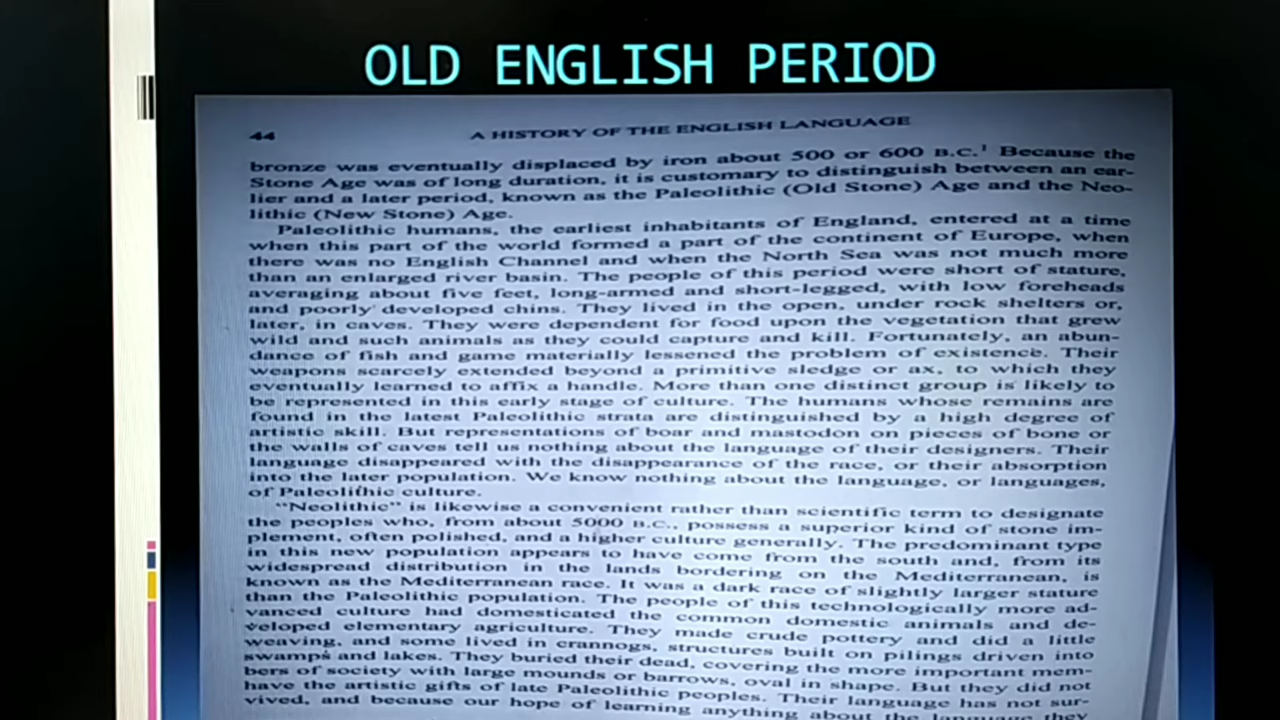 OLD ENGLISH PERIOD
44
A HISTORY OF THE ENGLISH LANGUAGE
bronze was eventually displaced by iron about 500 or 600 B.C.¹ Because the
Stone Age was of long duration, it is customary to distinguish between an ear-
lier and a later period, known as the Paleolithic (Old Stone) Age and the Neo-
lithic (New Stone) Age.
Paleolithic humans, the earliest inhabitants of England, entered at a time
when this part of the world formed a part of the continent of Europe, when
there was no English Channel and when the North Sea was not much more
than an enlarged river basin. The people of this period were short of stature,
averaging about five feet, long-armed and short-legged, with low foreheads
and poorly developed chins. They lived in the open, under rock shelters or,
later, in caves. They were dependent for food upon the vegetation that grew
wild and such animals as they could capture and kill. Fortunately, an abun-
dance of fish and game materially lessened the problem of existence. Their
weapons scarcely extended beyond a primitive sledge or ax, to which they
eventually learned to affix a handle. More than one distinct group is likely to
be represented in this early stage of culture. The humans whose remains are
found in the latest Paleolithic strata are distinguished by a high degree of
artistic skill. But representations of boar and mastodon on pieces of bone or
the walls of caves tell us nothing about the language of their designers. Their
language disappeared with the disappearance of the race, or their absorption
into the later population. We know nothing about the language, or languages,
of Paleolithic culture.
"Neolithic" is likewise a convenient rather than scientific term to designate
the peoples who, from about 5000 B.C., possess a superior kind of stone im-
plement, often polished, and a higher culture generally. The predominant type
in this new population appears to have come from the south and, from its
widespread distribution in the lands bordering on the Mediterranean, is
known as the Mediterranean race. It was a dark race of slightly larger stature
than the Paleolithic population. The people of this technologically more ad-
vanced culture had domesticated the common domestic animals and de-
veloped elementary agriculture. They made crude pottery and did a little
weaving, and some lived in crannogs, structures built on pilings driven into
swamps and lakes. They buried their dead, covering the more important mem-
bers of society with large mounds or barrows, oval in shape. But they did not
have the artistic gifts of late Paleolithic peoples. Their language has not sur-
vived, and because our hope of learning anything about the language they